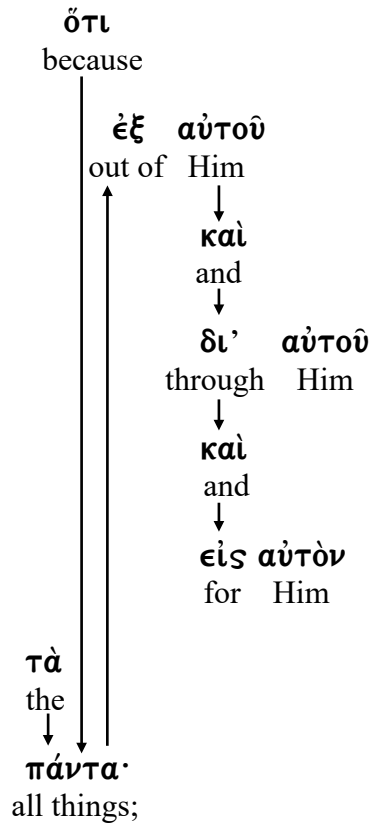 ὅτι
because
ἐξ αὐτοῦ
out of Him
καὶ
and
δι’ αὐτοῦ
through Him
καὶ
and
εἰς αὐτὸν
for Him
τὰ
the
πάντα·
all things;